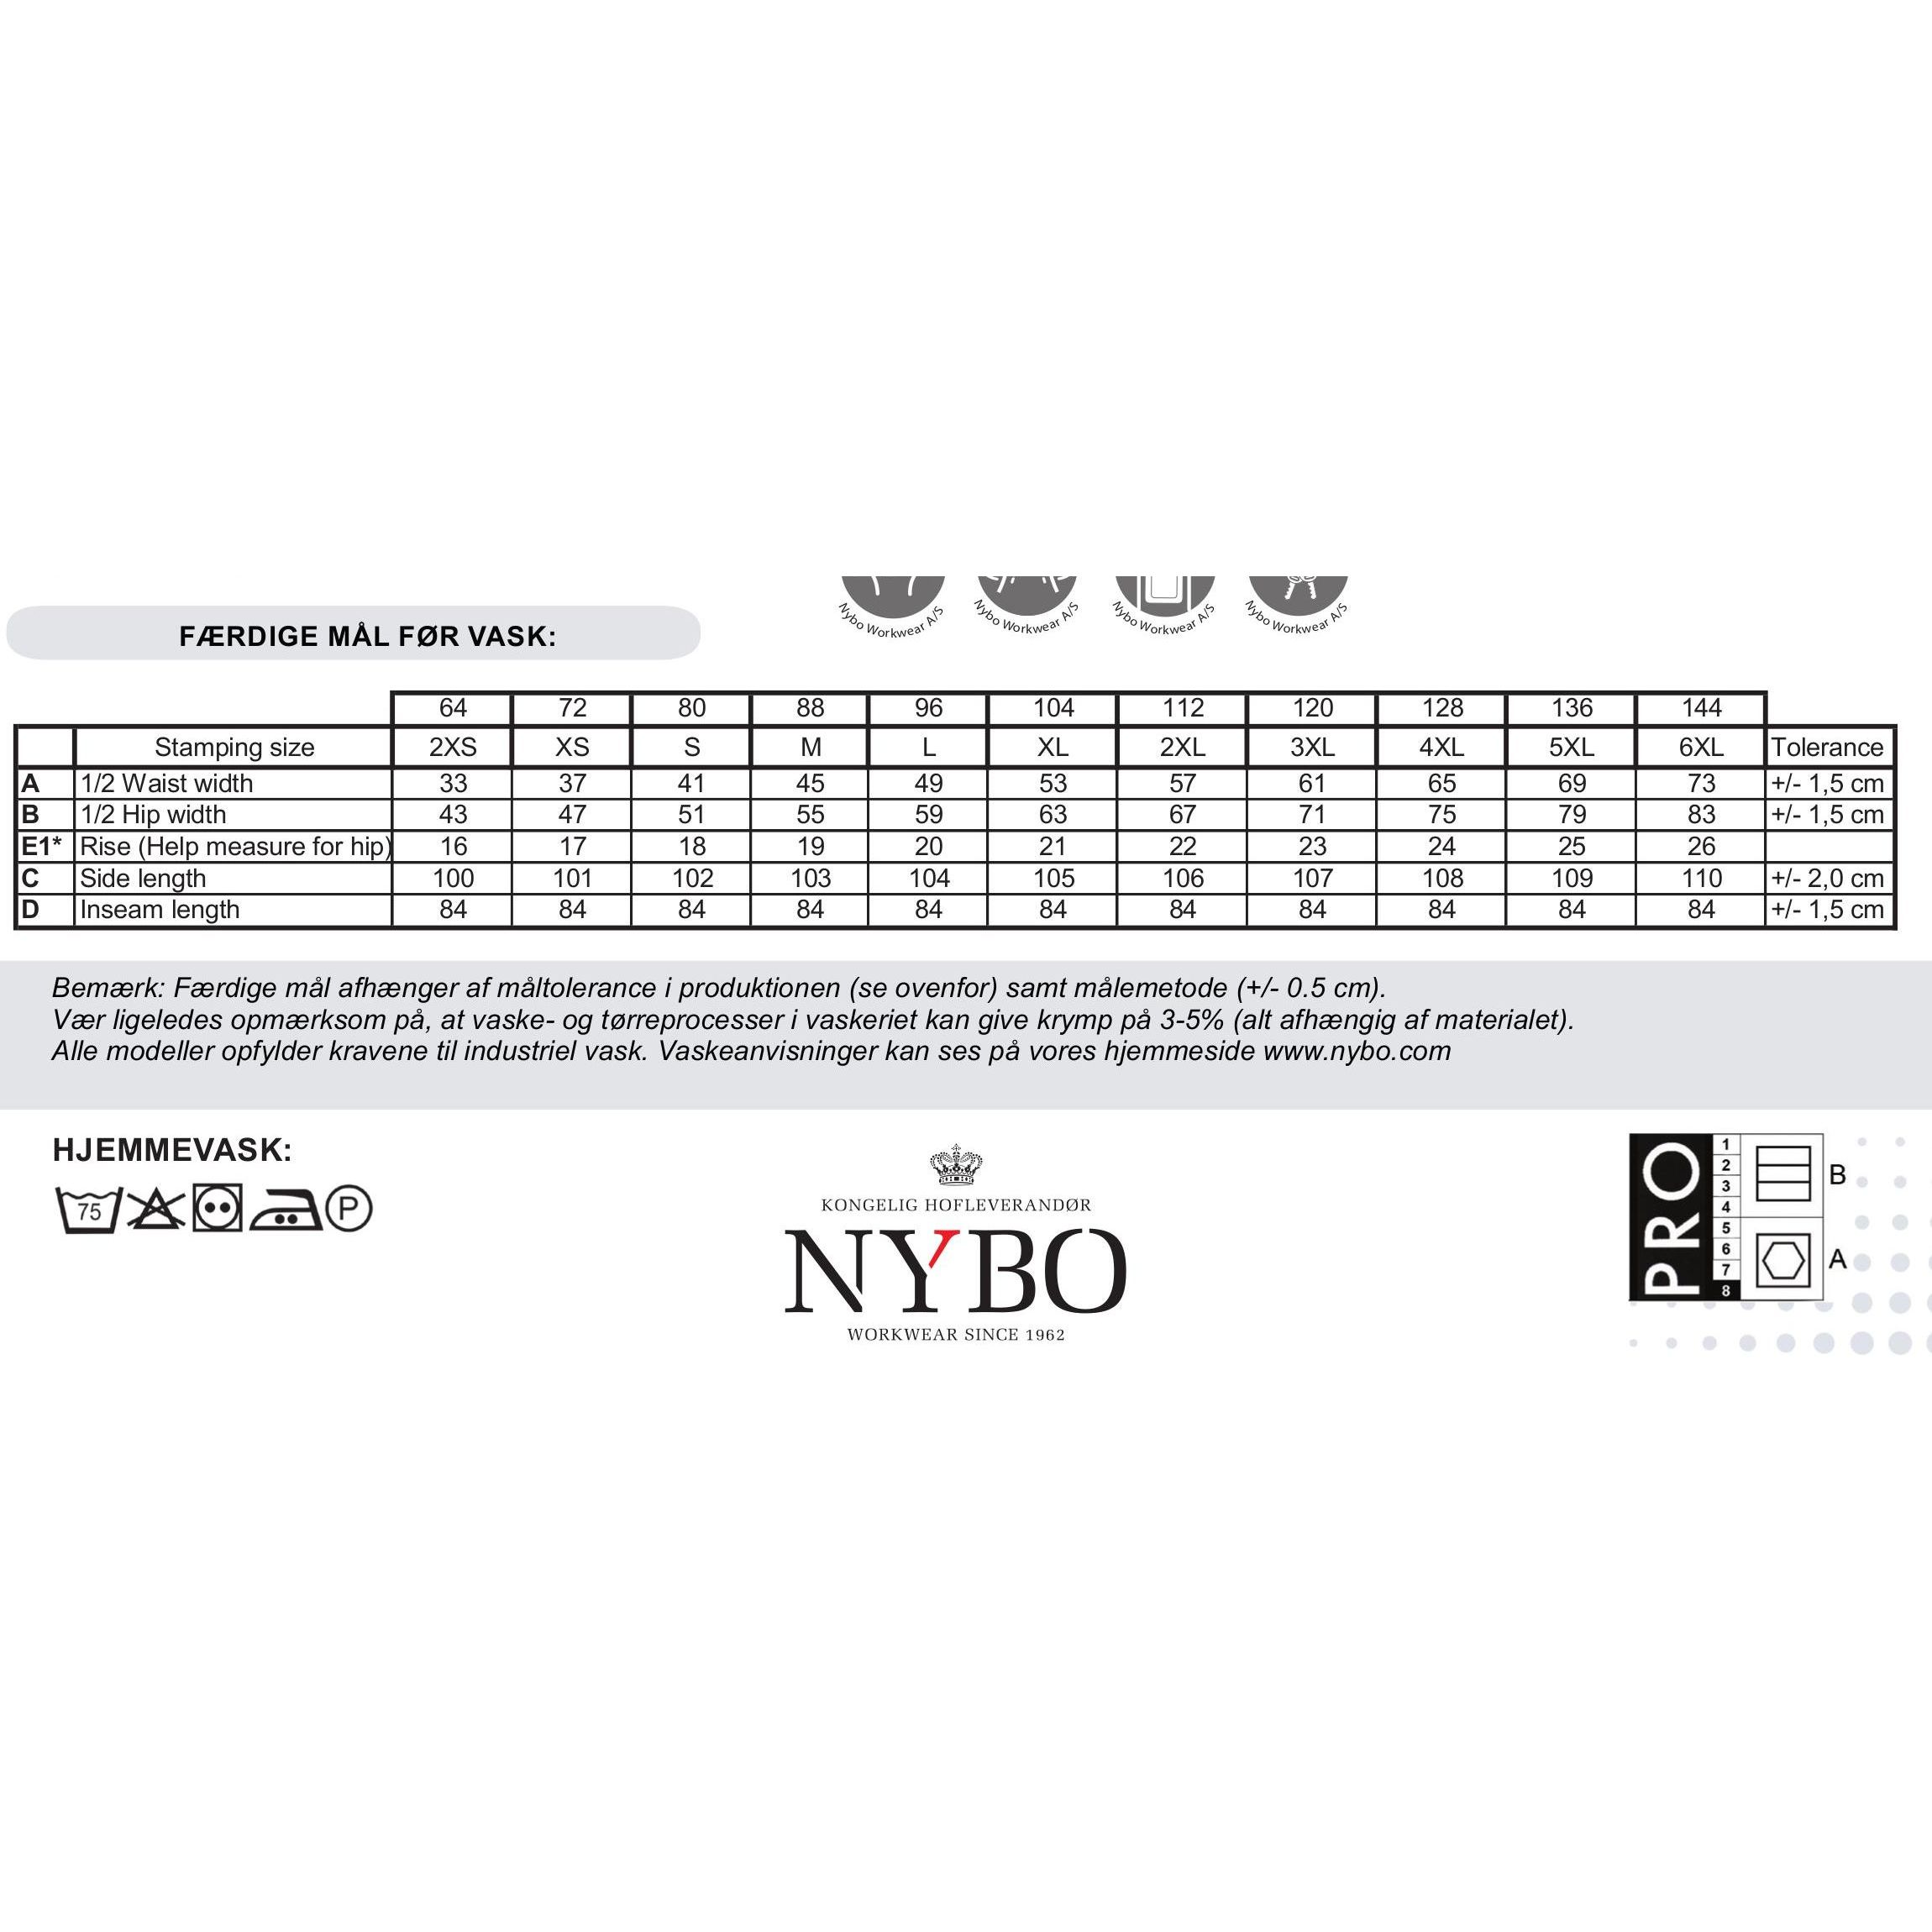 Nybo Workwear A/S Nybo Workwear A/S Nybo Workwear A/S Nybo Workwear A/S
FÆRDIGE MÅL FØR VASK:
64 72 80 88 96 104 112 120 128 136 144
Stamping size 2XS XS S M L XL 2XL 3XL 4XL 5XL 6XL Tolerance
A 1/2 Waist width 33 37 41 45 49 53 57 61 65 69 73 +/- 1,5 cm
B 1/2 Hip width 43 47 51 55 59 63 67 71 75 79 83 +/- 1,5 cm
E1* Rise (Help measure for hip) 16 17 18 19 20 21 22 23 24 25 26
C Side length 100 101 102 103 104 105 106 107 108 109 110 +/- 2,0 cm
D Inseam length 84 84 84 84 84 84 84 84 84 84 84 +/- 1,5 cm
Bemærk: Færdige mål afhænger af måltolerance i produktionen (se ovenfor) samt målemetode (+/- 0.5 cm).
Vær ligeledes opmærksom på, at vaske- og tørreprocesser i vaskeriet kan give krymp på 3-5% (alt afhængig af materialet).
Alle modeller opfylder kravene til industriel vask. Vaskeanvisninger kan ses på vores hjemmeside www.nybo.com
HJEMMEVASK:
75 P
KONGELIG HOFLEVERANDØR
NYBO
WORKWEAR SINCE 1962
PRO
1
2
3
4
5
6
7
8
B
A